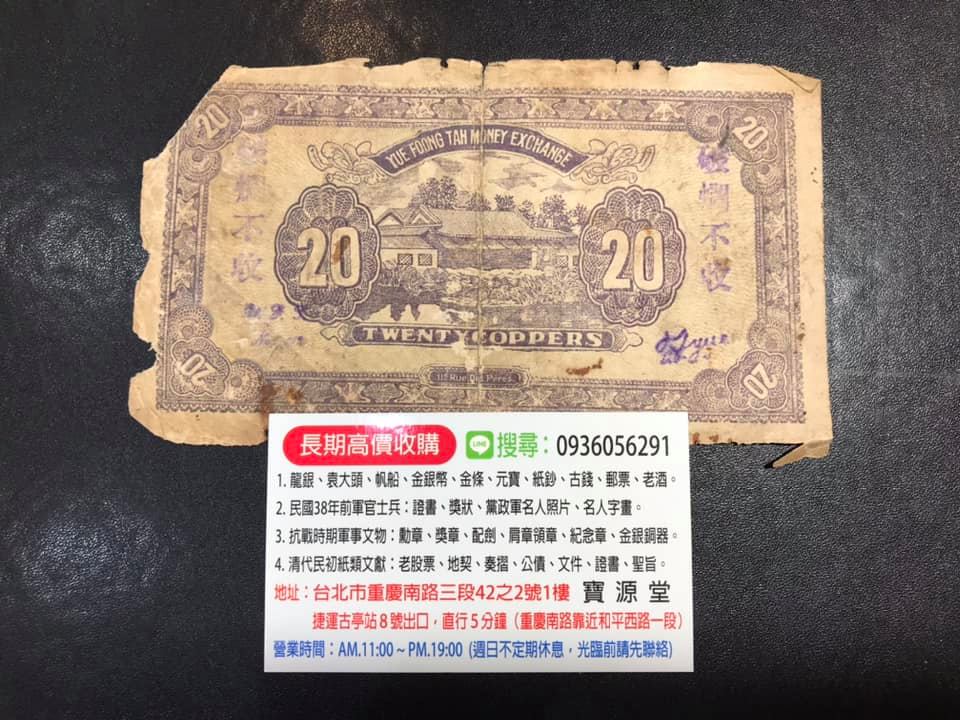 20
20
YUE FOONG TAH MONEY EXCHANGE
爛不收
爛不收
20
20
TWENTY COPPERS
20
20
長期高價收購 LINE 搜尋：0936056291
1. 龍銀、袁大頭、帆船、金銀幣、金條、元寶、紙鈔、古錢、郵票、老酒。
2. 民國38年前軍官士兵：證書、獎狀、黨政軍名人照片、名人字畫。
3. 抗戰時期軍事文物：勳章、獎章、配劍、肩章領章、紀念章、金銀銅器。
4. 清代民初紙類文獻：老股票、地契、奏摺、公債、文件、證書、聖旨。
地址：台北市重慶南路三段42之2號1樓 寶源堂
捷運古亭站8號出口，直行5分鐘（重慶南路靠近和平西路一段）
營業時間：AM.11:00~PM.19:00 (週日不定期休息，光臨前請先聯絡)